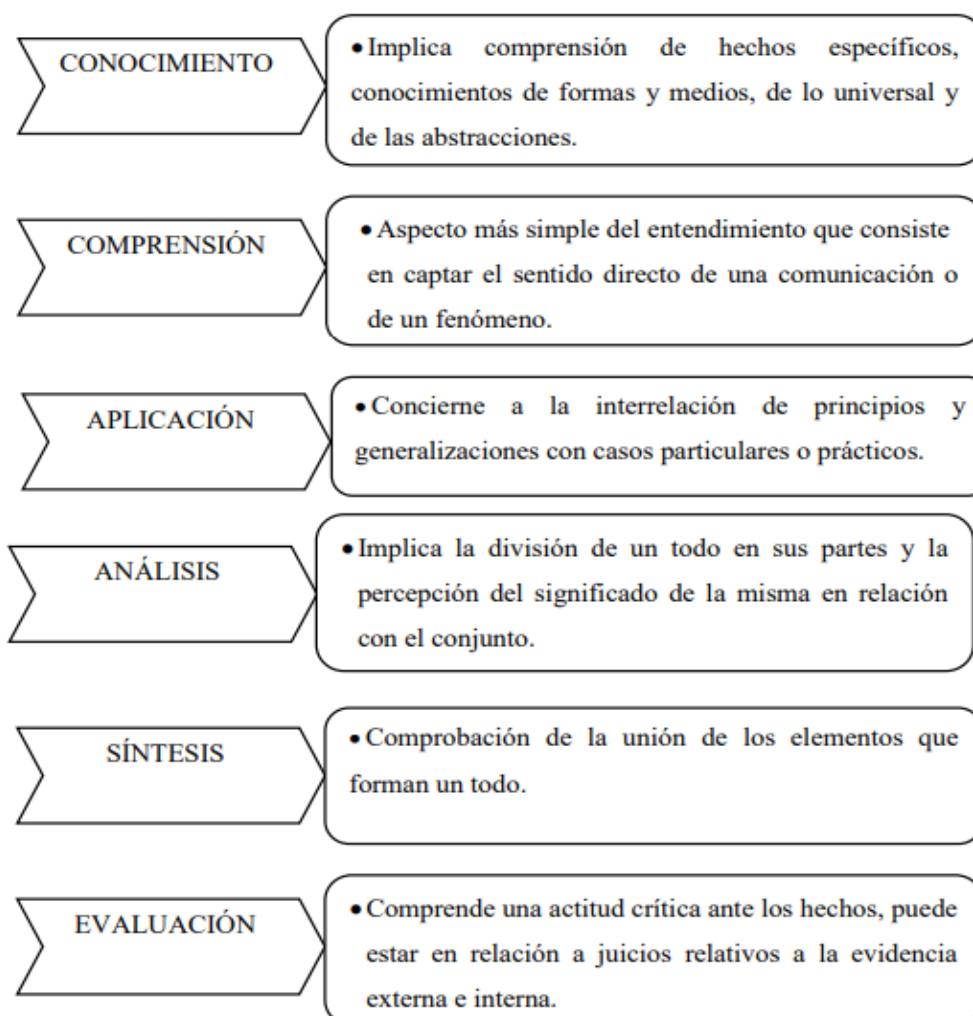 CONOCIMIENTO
•Implica comprensión de hechos específicos,
conocimientos de formas y medios, de lo universal y
de las abstracciones.
COMPRENSIÓN
•Aspecto más simple del entendimiento que consiste
en captar el sentido directo de una comunicación o
de un fenómeno.
APLICACIÓN
•Concierne a la interrelación de principios y
generalizaciones con casos particulares o prácticos.
ANÁLISIS
•Implica la división de un todo en sus partes y la
percepción del significado de la misma en relación
con el conjunto.
SÍNTESIS
•Comprobación de la unión de los elementos que
forman un todo.
EVALUACIÓN
•Comprende una actitud crítica ante los hechos, puede
estar en relación a juicios relativos a la evidencia
externa e interna.